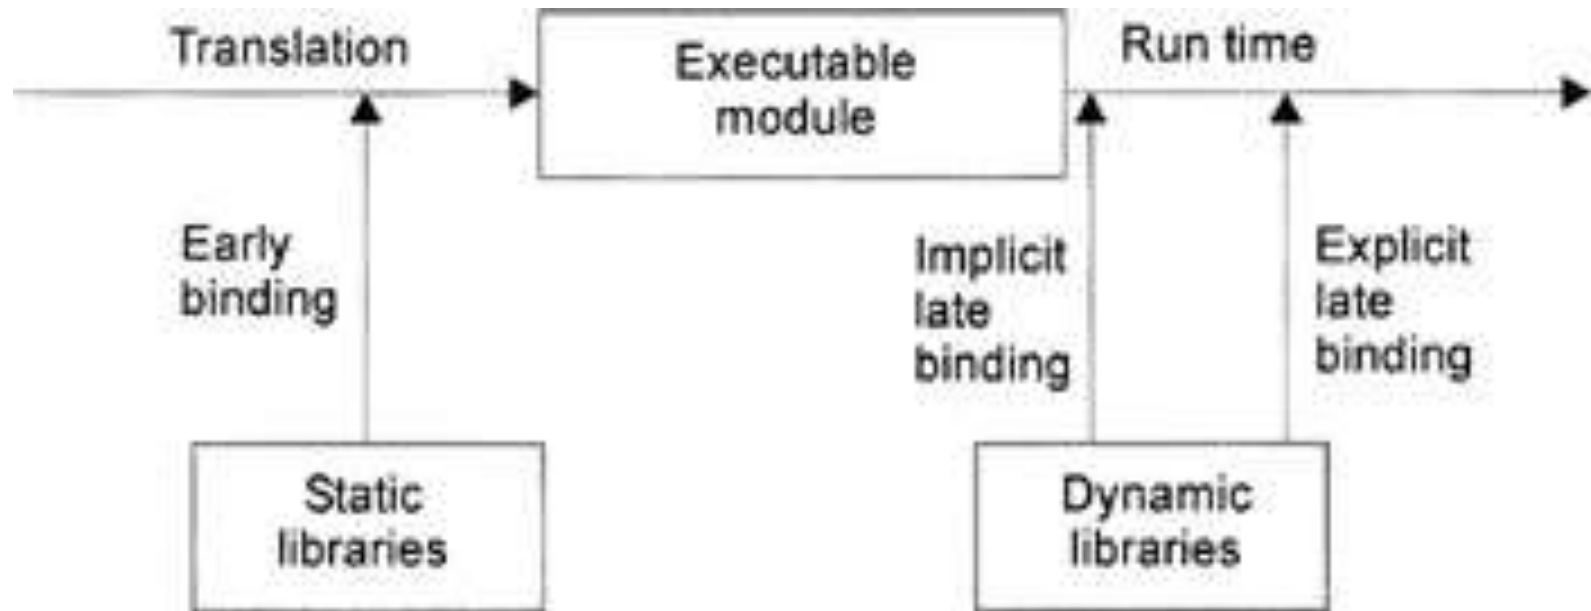 Translation
Executable
module
Run time
Early
binding
Implicit
late
binding
Explicit
late
binding
Static
libraries
Dynamic
libraries